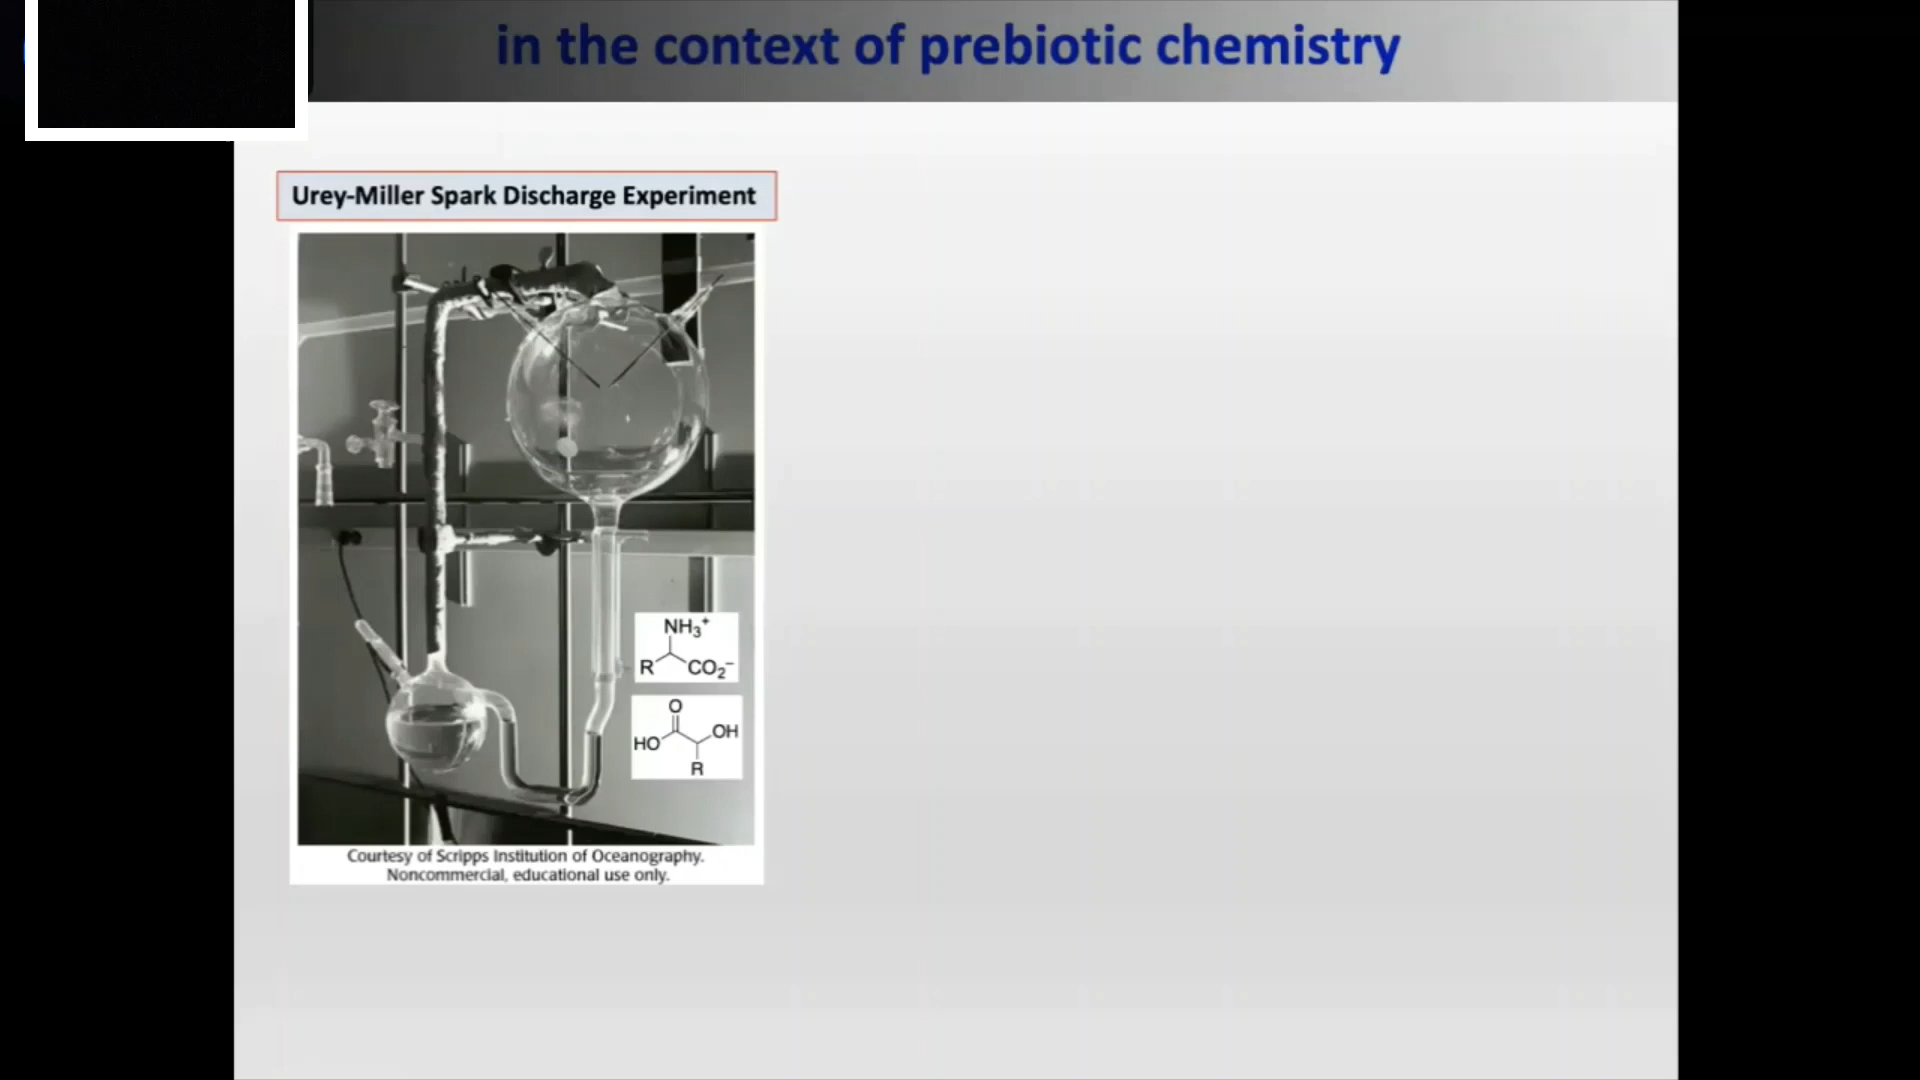 in the context of prebiotic chemistry
Urey-Miller Spark Discharge Experiment
NH3+
R CO2−
O
HO OH
R
Courtesy of Scripps Institution of Oceanography.
Noncommercial, educational use only.